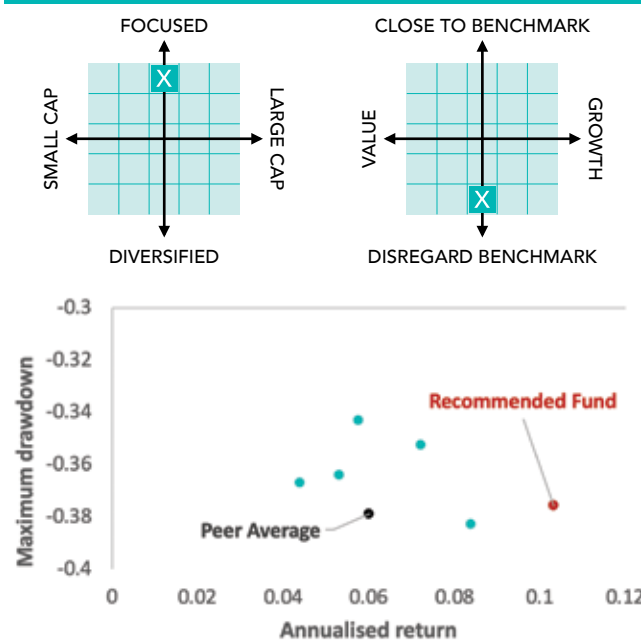 FOCUSED
CLOSE TO BENCHMARK
X
SMALL CAP
LARGE CAP
VALUE
GROWTH
X
DIVERSIFIED
DISREGARD BENCHMARK
Maximum drawdown
-0.3
-0.32
-0.34
-0.36
-0.38
-0.4
Recommended Fund
Peer Average
0 0.02 0.04 0.06 0.08 0.1 0.12
Annualised return